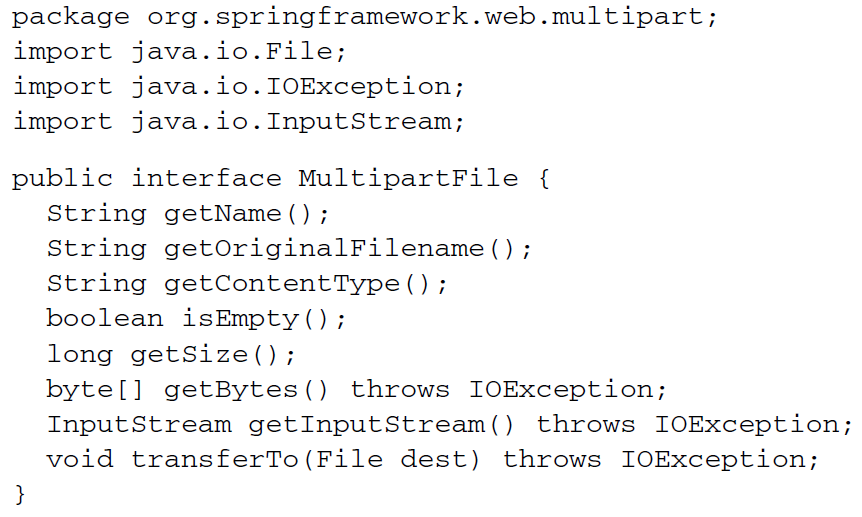 package org.springframework.web.multipart;
import java.io.File;
import java.io.IOException;
import java.io.InputStream;
public interface MultipartFile {
String getName();
String getOriginalFilename();
String getContentType();
boolean isEmpty();
long getSize();
byte[] getBytes() throws IOException;
InputStream getInputStream() throws IOException;
void transferTo(File dest) throws IOException;
}